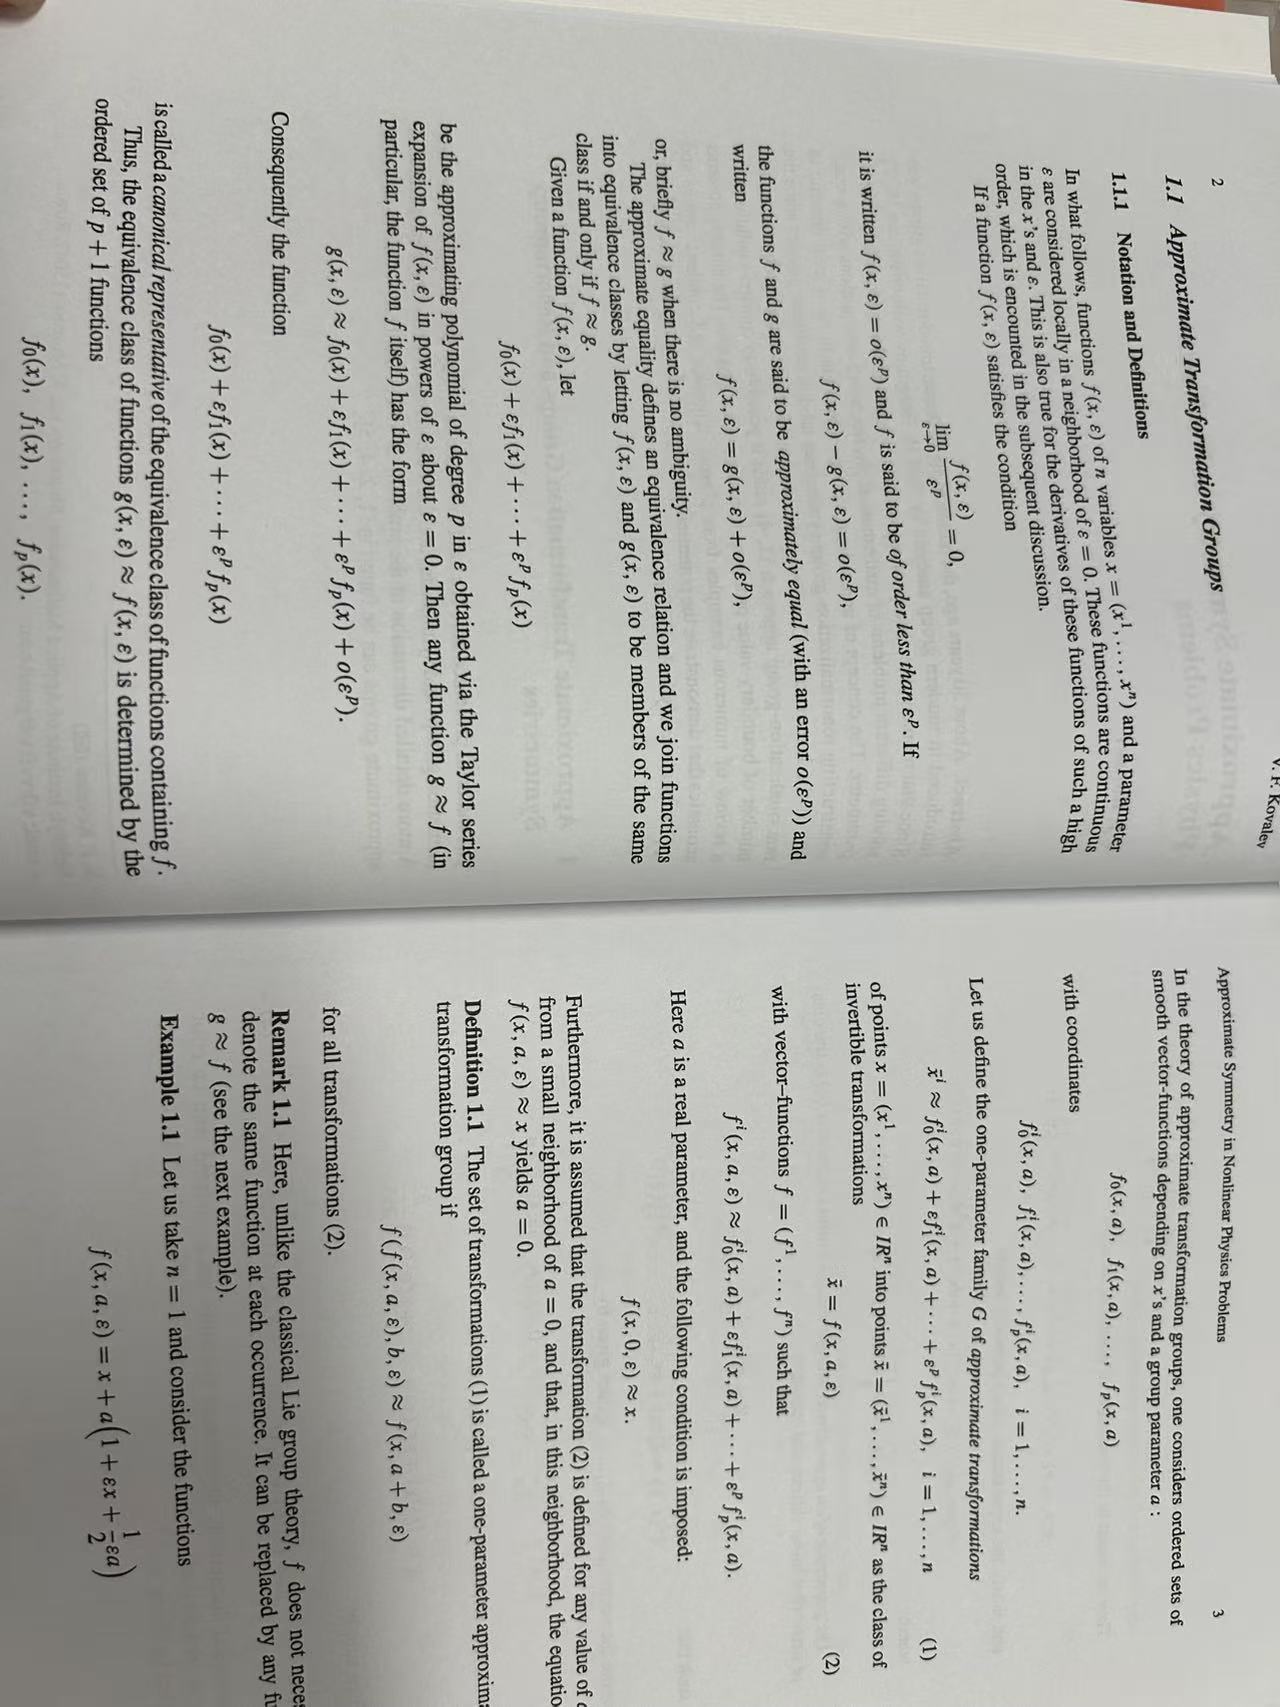 2
V. F. Kovalev
1.1 Approximate Transformation Groups
1.1.1 Notation and Definitions
In what follows, functions f(x, ε) of n variables x = (x¹, . . . , xⁿ) and a parameter
ε are considered locally in a neighborhood of ε = 0. These functions are continuous
in the x's and ε. This is also true for the derivatives of these functions of such a high
order, which is encountered in the subsequent discussion.
If a function f(x, ε) satisfies the condition
lim_{ε→0} f(x, ε)/εᵖ = 0,
it is written f(x, ε) = o(εᵖ) and f is said to be of order less than εᵖ. If
f(x, ε) − g(x, ε) = o(εᵖ),
the functions f and g are said to be approximately equal (with an error o(εᵖ)) and
written
f(x, ε) = g(x, ε) + o(εᵖ),
or, briefly f ≈ g when there is no ambiguity.
The approximate equality defines an equivalence relation and we join functions
into equivalence classes by letting f(x, ε) and g(x, ε) to be members of the same
class if and only if f ≈ g.
Given a function f(x, ε), let
f₀(x) + εf₁(x) + · · · + εᵖ fₚ(x)
be the approximating polynomial of degree p in ε obtained via the Taylor series
expansion of f(x, ε) in powers of ε about ε = 0. Then any function g ≈ f (in
particular, the function f itself) has the form
g(x, ε) ≈ f₀(x) + εf₁(x) + · · · + εᵖ fₚ(x) + o(εᵖ).
Consequently the function
f₀(x) + εf₁(x) + · · · + εᵖ fₚ(x)
is called a canonical representative of the equivalence class of functions containing f.
Thus, the equivalence class of functions g(x, ε) ≈ f(x, ε) is determined by the
ordered set of p + 1 functions
f₀(x), f₁(x), . . . , fₚ(x).
Approximate Symmetry in Nonlinear Physics Problems
3
In the theory of approximate transformation groups, one considers ordered sets of
smooth vector-functions depending on x's and a group parameter a :
f₀(x, a), f₁(x, a), . . . , fₚ(x, a)
with coordinates
f₀ⁱ(x, a), f₁ⁱ(x, a), . . . , fₚⁱ(x, a), i = 1, . . . , n.
Let us define the one-parameter family G of approximate transformations
x̄ⁱ ≈ f₀ⁱ(x, a) + εf₁ⁱ(x, a) + · · · + εᵖ fₚⁱ(x, a), i = 1, . . . , n (1)
of points x = (x¹, . . . , xⁿ) ∈ IRⁿ into points x̄ = (x̄¹, . . . , x̄ⁿ) ∈ IRⁿ as the class of
invertible transformations
x̄ = f(x, a, ε) (2)
with vector–functions f = (f¹, . . . , fⁿ) such that
fⁱ(x, a, ε) ≈ f₀ⁱ(x, a) + εf₁ⁱ(x, a) + · · · + εᵖ fₚⁱ(x, a).
Here a is a real parameter, and the following condition is imposed:
f(x, 0, ε) ≈ x.
Furthermore, it is assumed that the transformation (2) is defined for any value of
from a small neighborhood of a = 0, and that, in this neighborhood, the equatio
f(x, a, ε) ≈ x yields a = 0.
Definition 1.1 The set of transformations (1) is called a one-parameter approxima
transformation group if
f(f(x, a, ε), b, ε) ≈ f(x, a + b, ε)
for all transformations (2).
Remark 1.1 Here, unlike the classical Lie group theory, f does not neces
denote the same function at each occurrence. It can be replaced by any fu
g ≈ f (see the next example).
Example 1.1 Let us take n = 1 and consider the functions
f(x, a, ε) = x + a(1 + εx + ½εa)